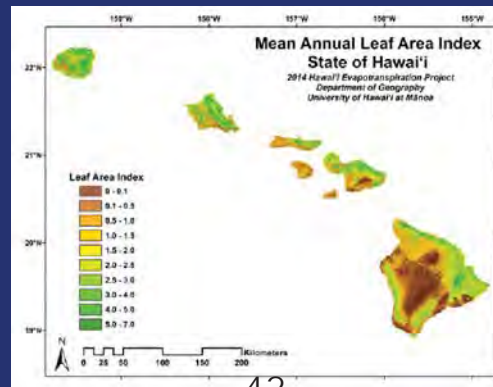 159°W 158°W 157°W 156°W 155°W
Mean Annual Leaf Area Index
State of Hawai'i
2014 Hawai'i Evapotranspiration Project
Department of Geography
University of Hawai'i at Mānoa
22°N
21°N
Leaf Area Index
0 - 0.1
0.1 - 0.5
0.5 - 1.0
1.0 - 1.5
1.5 - 2.0
2.0 - 2.5
2.5 - 3.0
3.0 - 4.0
4.0 - 5.0
5.0 - 7.0
20°N
19°N
N
Kilometers
0 25 50 100 150 200